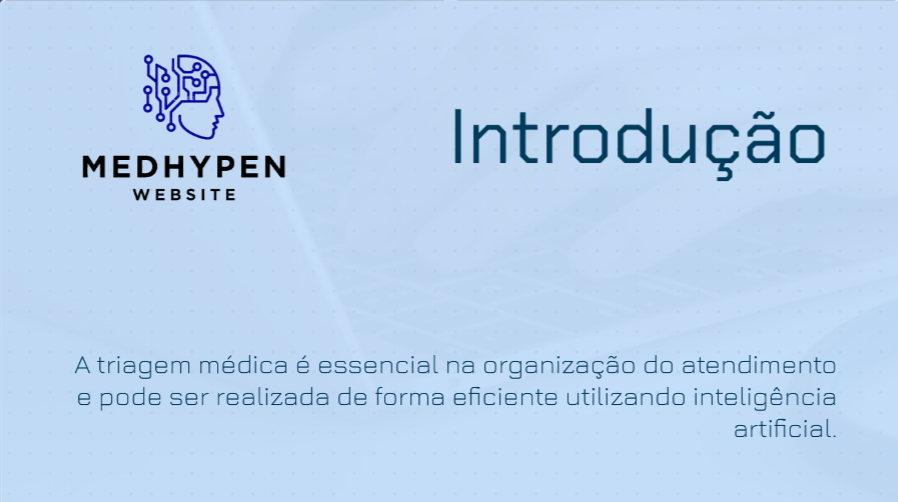 MEDHYPEN
WEBSITE
Introdução
A triagem médica é essencial na organização do atendimento
e pode ser realizada de forma eficiente utilizando inteligência
artificial.